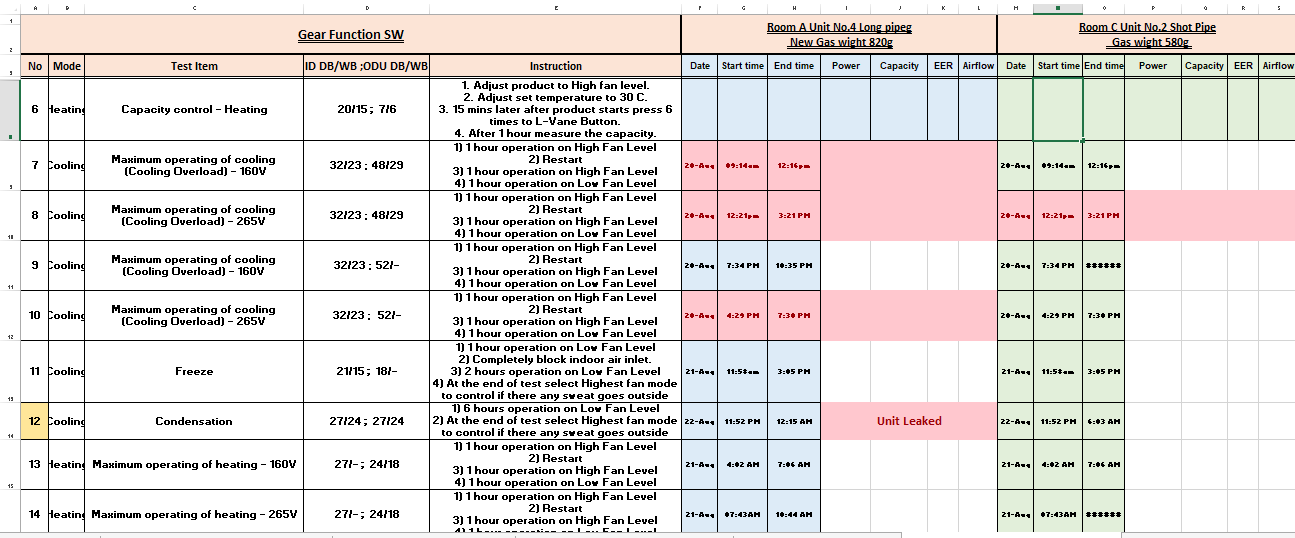 A B C D E F G H I J K L M N O P Q R S
1 Gear Function SW Room A Unit No.4 Long pipeg Room C Unit No.2 Shot Pipe
2 New Gas wight 820g Gas weight 580g
No Mode Test Item ID DB/WB ;ODU DB/WB Instruction Date Start time End time Power Capacity EER Airflow Date Start time End time Power Capacity EER Airflow
6 Heating Capacity control - Heating 20/15 ; 7/6
1. Adjust product to High fan level.
2. Adjust set temperature to 30 C.
3. 15 mins later after product starts press 6
times to L-Vane Button.
4. After 1 hour measure the capacity.
7 Cooling Maximum operating of cooling
(Cooling Overload) - 160V
32/23 ; 48/29
1) 1 hour operation on High Fan Level
2) Restart
3) 1 hour operation on High Fan Level
4) 1 hour operation on Low Fan Level
20-Aug 09:14am 12:16pm 20-Aug 09:14am 12:16pm
8 Cooling Maximum operating of cooling
(Cooling Overload) - 265V
32/23 ; 48/29
1) 1 hour operation on High Fan Level
2) Restart
3) 1 hour operation on High Fan Level
4) 1 hour operation on Low Fan Level
20-Aug 12:21pm 3:21 PM 20-Aug 12:21pm 3:21 PM
9 Cooling Maximum operating of cooling
(Cooling Overload) - 160V
32/23 ; 52/-
1) 1 hour operation on High Fan Level
2) Restart
3) 1 hour operation on High Fan Level
4) 1 hour operation on Low Fan Level
20-Aug 7:34 PM 10:35 PM 20-Aug 7:34 PM ######
10 Cooling Maximum operating of cooling
(Cooling Overload) - 265V
32/23 ; 52/-
1) 1 hour operation on High Fan Level
2) Restart
3) 1 hour operation on High Fan Level
4) 1 hour operation on Low Fan Level
20-Aug 4:29 PM 7:30 PM 20-Aug 4:29 PM 7:30 PM
11 Cooling Freeze 21/15 ; 18/-
1) 1 hour operation on Low Fan Level
2) Completely block indoor air inlet.
3) 2 hours operation on Low Fan Level
4) At the end of test select Highest fan mode
to control if there any sweat goes outside
21-Aug 11:58am 3:05 PM 21-Aug 11:58am 3:05 PM
12 Cooling Condensation 27/24 ; 27/24
1) 6 hours operation on Low Fan Level
2) At the end of test select Highest fan mode
to control if there any sweat goes outside
22-Aug 11:52 PM 12:15 AM Unit Leaked 22-Aug 11:52 PM 6:03 AM
13 Heating Maximum operating of heating - 160V 27/- ; 24/18
1) 1 hour operation on High Fan Level
2) Restart
3) 1 hour operation on High Fan Level
4) 1 hour operation on Low Fan Level
21-Aug 4:02 AM 7:06 AM 21-Aug 4:02 AM 7:06 AM
14 Heating Maximum operating of heating - 265V 27/- ; 24/18
1) 1 hour operation on High Fan Level
2) Restart
3) 1 hour operation on High Fan Level
4) 1 hour operation on Low Fan Level
21-Aug 07:43AM 10:44 AM 21-Aug 07:43AM ######